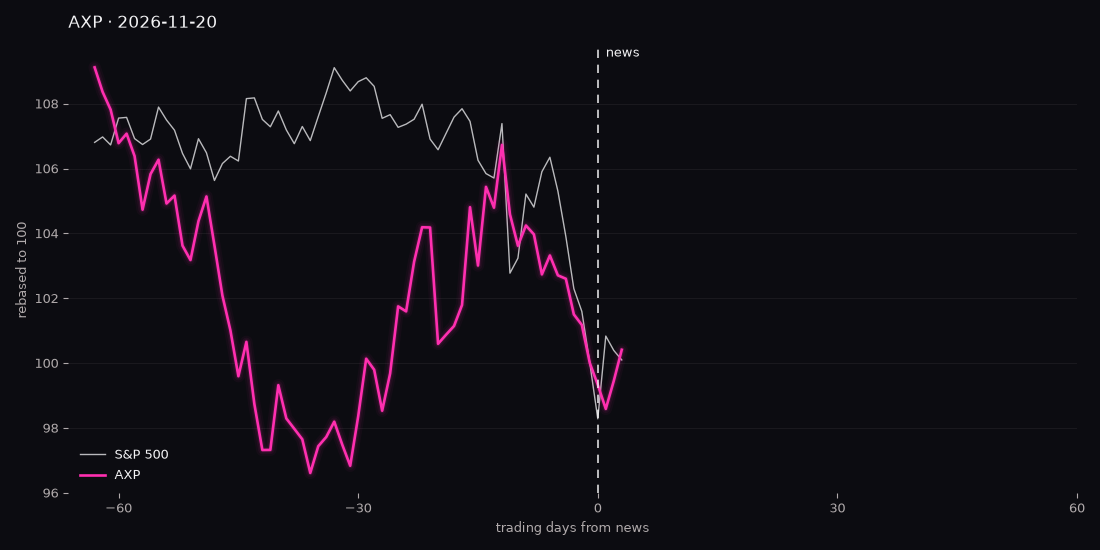 AXP · 2026-11-20
news
108
106
104
102
100
98
96
rebased to 100
S&P 500
AXP
−60
−30
0
30
60
trading days from news